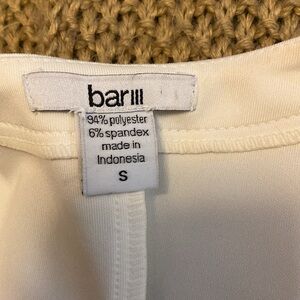 bar III
94% polyester
6% spandex
made in
Indonesia
S